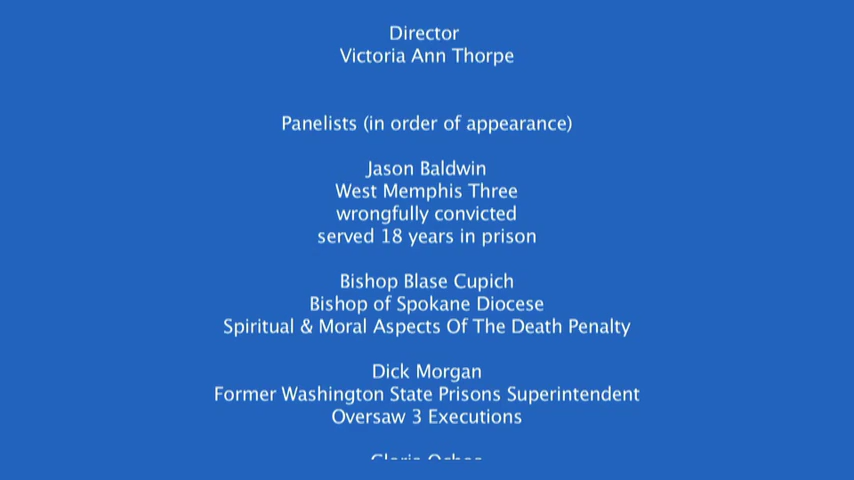 Director
Victoria Ann Thorpe
Panelists (in order of appearance)
Jason Baldwin
West Memphis Three
wrongfully convicted
served 18 years in prison
Bishop Blase Cupich
Bishop of Spokane Diocese
Spiritual & Moral Aspects Of The Death Penalty
Dick Morgan
Former Washington State Prisons Superintendent
Oversaw 3 Executions